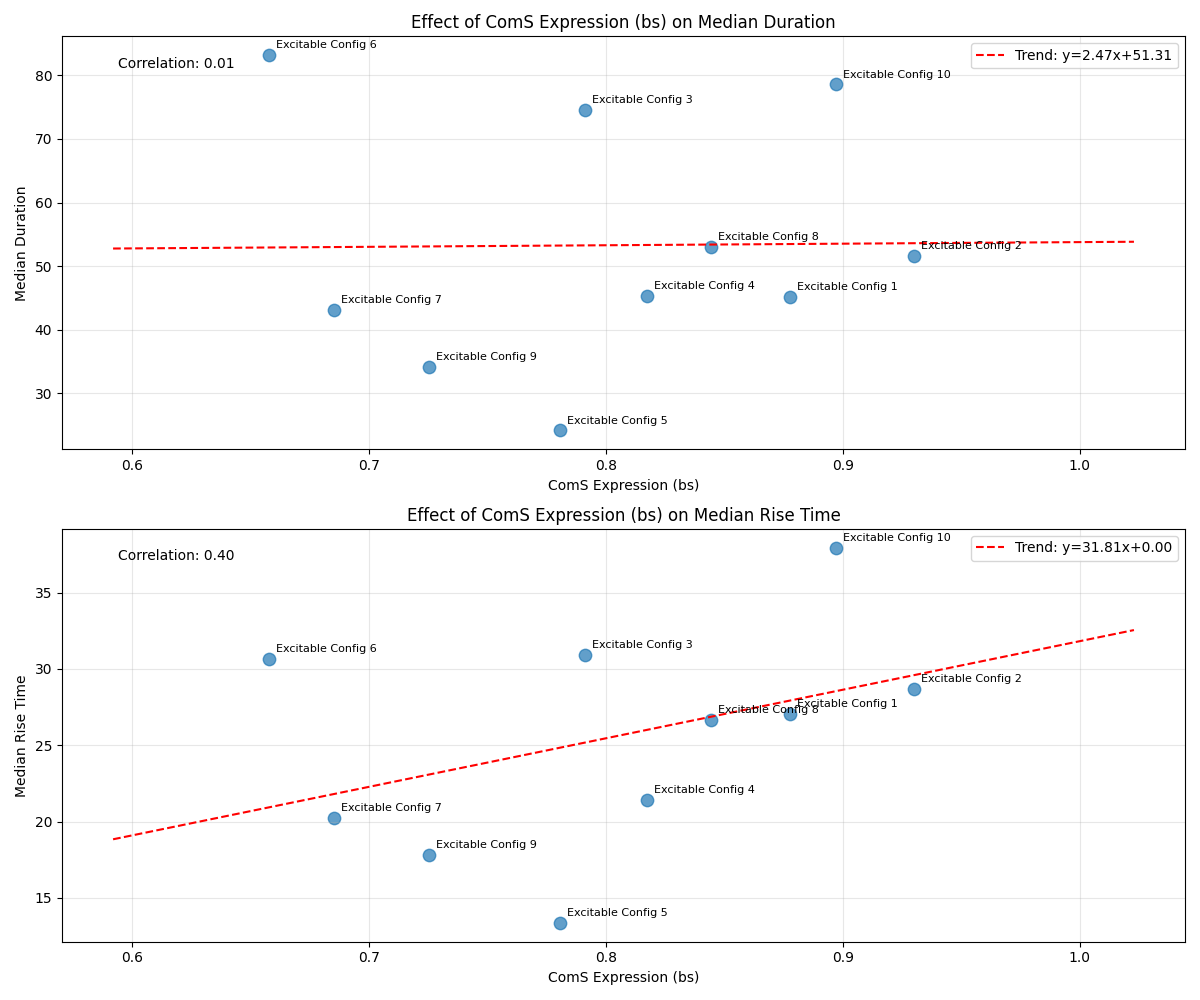 Effect of ComS Expression (bs) on Median Duration
Correlation: 0.01
Trend: y=2.47x+51.31
Excitable Config 6
Excitable Config 10
Excitable Config 3
Excitable Config 8
Excitable Config 2
Excitable Config 4
Excitable Config 1
Excitable Config 7
Excitable Config 9
Excitable Config 5
Median Duration
80
70
60
50
40
30
0.6 0.7 0.8 0.9 1.0
ComS Expression (bs)
Effect of ComS Expression (bs) on Median Rise Time
Correlation: 0.40
Trend: y=31.81x+0.00
Excitable Config 10
Excitable Config 6
Excitable Config 3
Excitable Config 2
Excitable Config 1
Excitable Config 8
Excitable Config 4
Excitable Config 7
Excitable Config 9
Excitable Config 5
Median Rise Time
35
30
25
20
15
0.6 0.7 0.8 0.9 1.0
ComS Expression (bs)